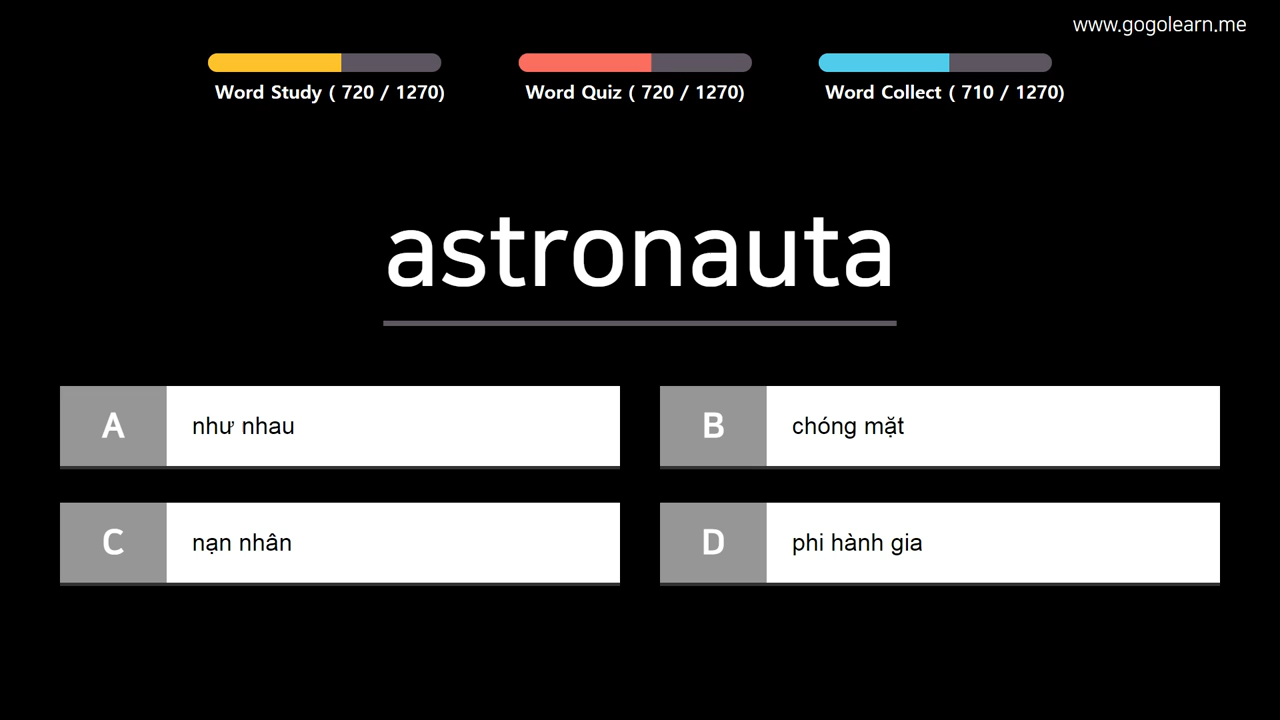 www.gogolearn.me
Word Study ( 720 / 1270)
Word Quiz ( 720 / 1270)
Word Collect ( 710 / 1270)
astronauta
A
như nhau
B
chóng mặt
C
nạn nhân
D
phi hành gia